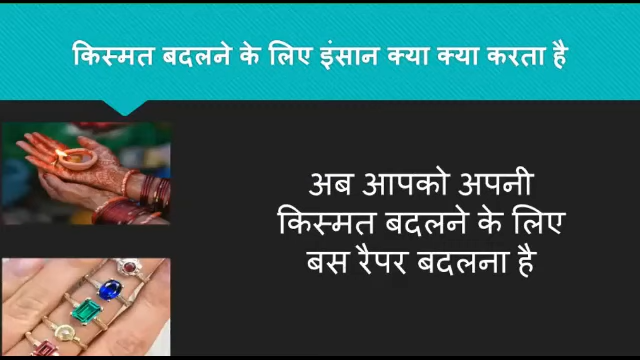 किस्मत बदलने के लिए इंसान क्या क्या करता है
अब आपको अपनी
किस्मत बदलने के लिए
बस रैपर बदलना है